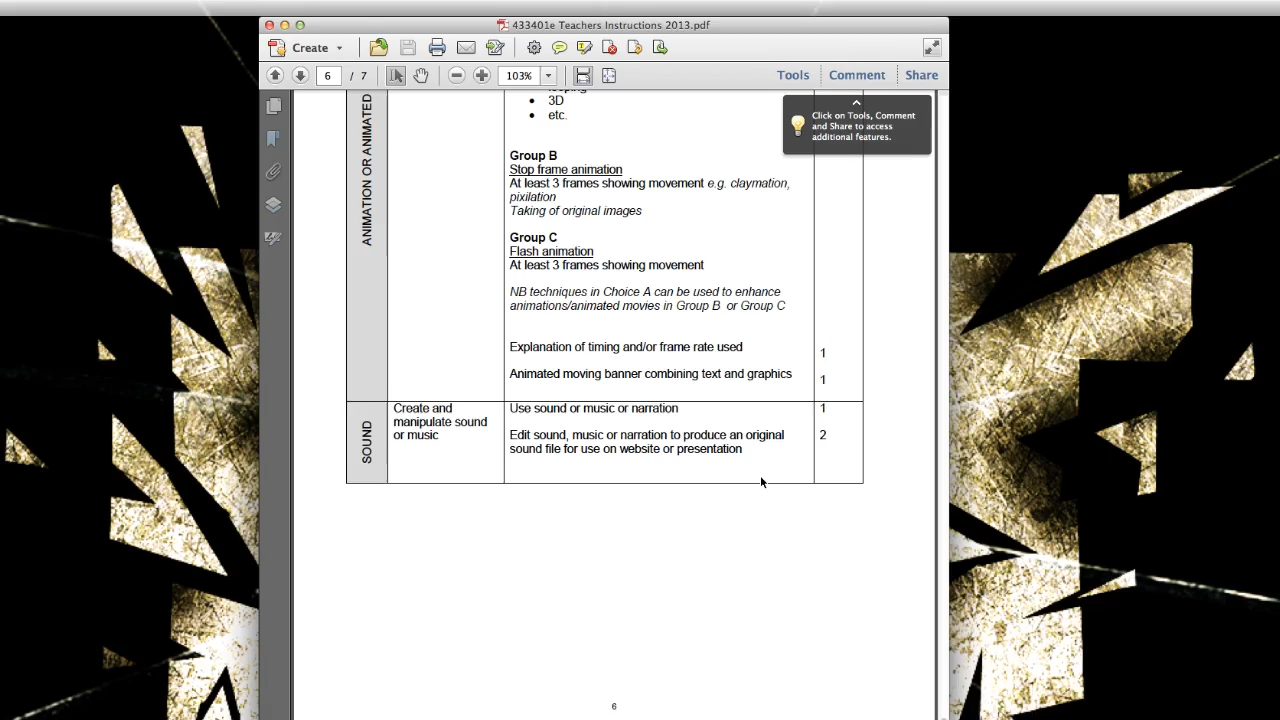 433401e Teachers Instructions 2013.pdf
Create
6 / 7
103%
Tools Comment Share
Click on Tools, Comment
and Share to access
additional features.
ANIMATION OR ANIMATED
looping
• 3D
• etc.
Group B
Stop frame animation
At least 3 frames showing movement e.g. claymation,
pixilation
Taking of original images
Group C
Flash animation
At least 3 frames showing movement
NB techniques in Choice A can be used to enhance
animations/animated movies in Group B or Group C
Explanation of timing and/or frame rate used
1
Animated moving banner combining text and graphics
1
SOUND
Create and
manipulate sound
or music
Use sound or music or narration
1
Edit sound, music or narration to produce an original
sound file for use on website or presentation
2
6